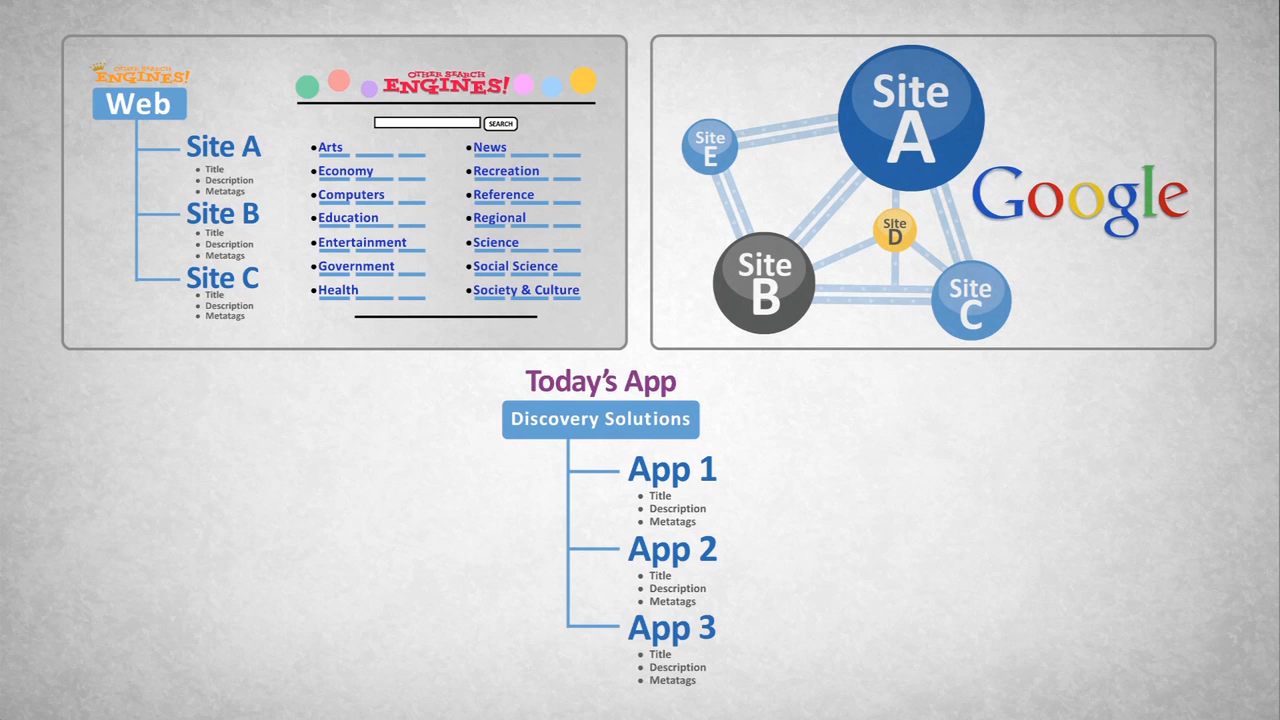 OTHER SEARCH
ENGINES!
Web
Site A
• Title
• Description
• Metatags
Site B
• Title
• Description
• Metatags
Site C
• Title
• Description
• Metatags
OTHER SEARCH
ENGINES!
SEARCH
•Arts
•Economy
•Computers
•Education
•Entertainment
•Government
•Health
•News
•Recreation
•Reference
•Regional
•Science
•Social Science
•Society & Culture
Site
A
Site
E
Site
D
Site
B
Site
C
Google
Today's App
Discovery Solutions
App 1
• Title
• Description
• Metatags
App 2
• Title
• Description
• Metatags
App 3
• Title
• Description
• Metatags